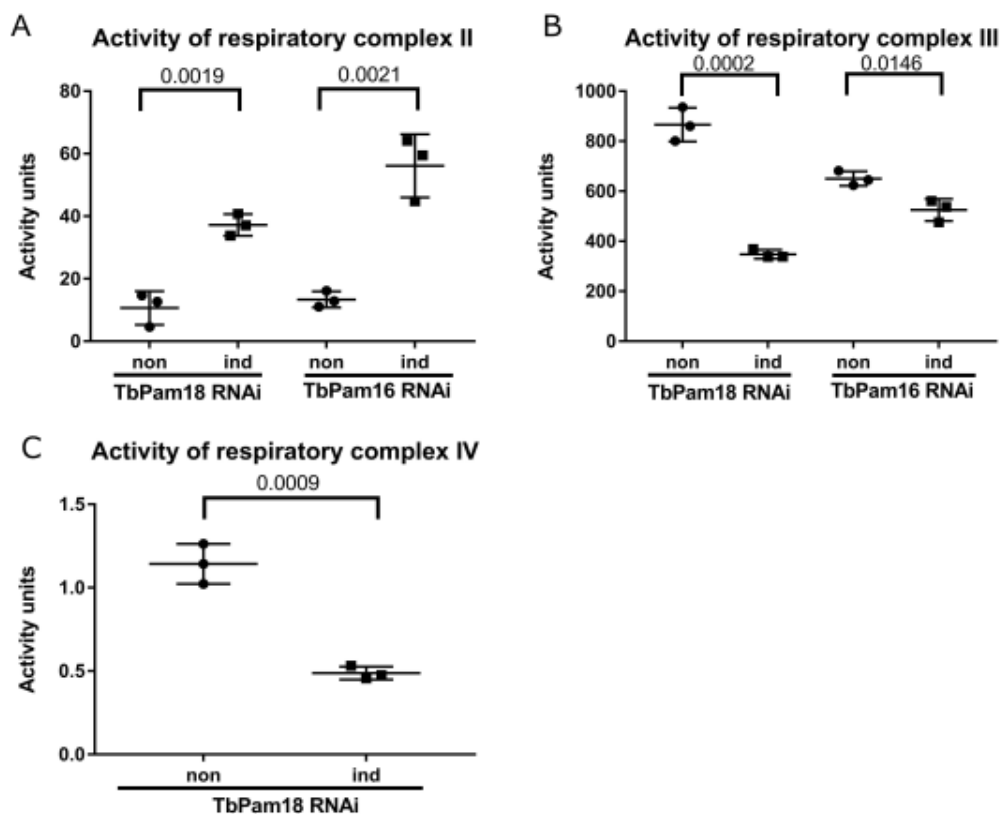 A
Activity of respiratory complex II
0.0019 0.0021
80
60
40
20
0
Activity units
non ind non ind
TbPam18 RNAi TbPam16 RNAi
B
Activity of respiratory complex III
0.0002 0.0146
1000
800
600
400
200
0
Activity units
non ind non ind
TbPam18 RNAi TbPam16 RNAi
C
Activity of respiratory complex IV
0.0009
1.5
1.0
0.5
0.0
Activity units
non ind
TbPam18 RNAi